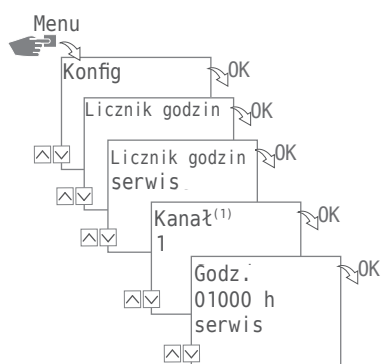 Menu
Konfig
OK
Licznik godzin
OK
Licznik godzin
serwis
OK
Kanał(1)
1
OK
Godz.
01000 h
serwis
OK